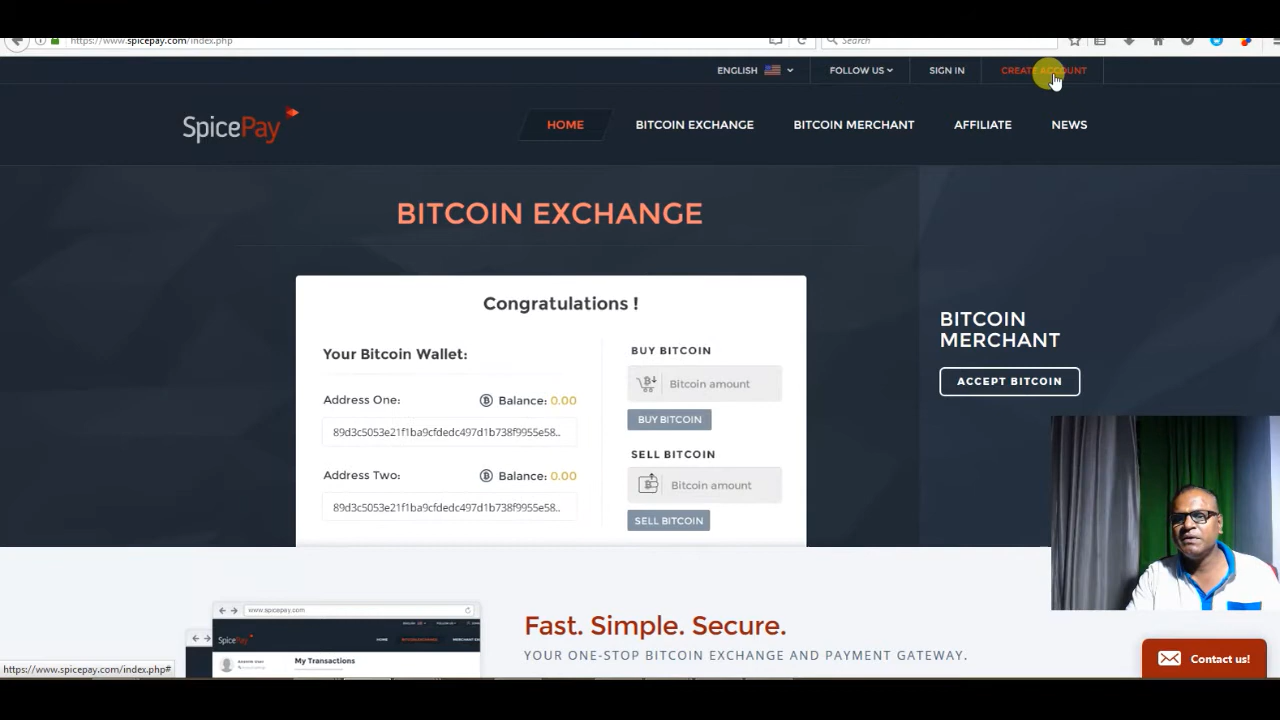 https://www.spicepay.com/index.php
Search
ENGLISH
FOLLOW US
SIGN IN
CREATE ACCOUNT
SpicePay
HOME
BITCOIN EXCHANGE
BITCOIN MERCHANT
AFFILIATE
NEWS
BITCOIN EXCHANGE
Congratulations !
Your Bitcoin Wallet:
Address One:
Balance: 0.00
89d3c5053e21f1ba9cfdedc497d1b738f9955e58..
Address Two:
Balance: 0.00
89d3c5053e21f1ba9cfdedc497d1b738f9955e58..
BUY BITCOIN
Bitcoin amount
BUY BITCOIN
SELL BITCOIN
Bitcoin amount
SELL BITCOIN
BITCOIN
MERCHANT
ACCEPT BITCOIN
www.spicepay.com
SpicePay
HOME
My Transactions
Fast. Simple. Secure.
YOUR ONE-STOP BITCOIN EXCHANGE AND PAYMENT GATEWAY.
https://www.spicepay.com/index.php#
Contact us!